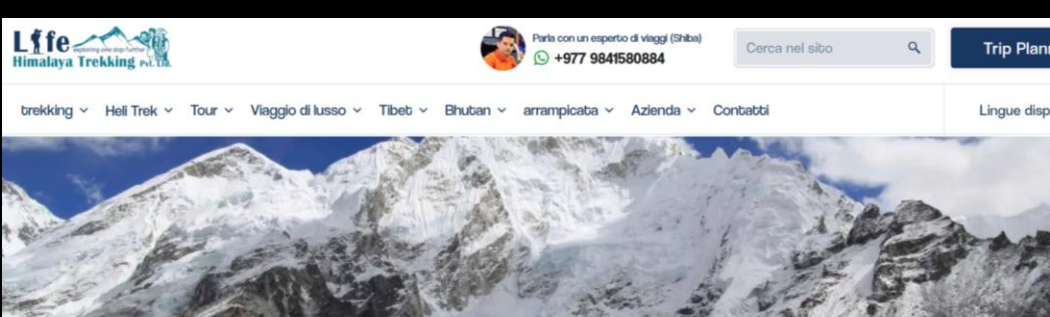 Life
exploring one step further
Himalaya Trekking Pvt. Ltd.
Parla con un esperto di viaggi (Shiba)
+977 9841580884
Cerca nel sito
Trip Plann
trekking
Heli Trek
Tour
Viaggio di lusso
Tibet
Bhutan
arrampicata
Azienda
Contatti
Lingue disp